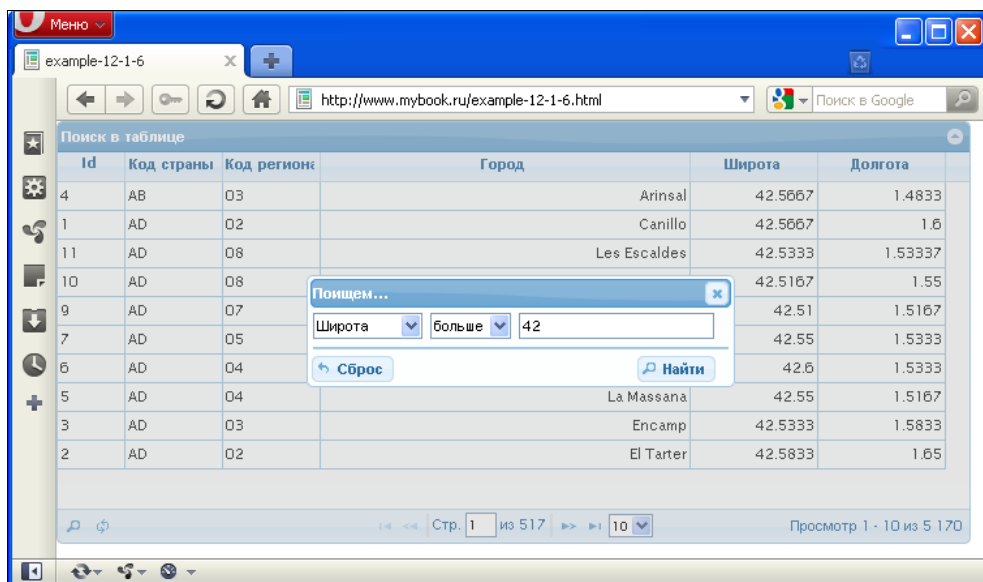 Меню
example-12-1-6
http://www.mybook.ru/example-12-1-6.html Поиск в Google
Поиск в таблице
Id Код страны Код региона Город Широта Долгота
4 AB 03 Arinsal 42.5667 1.4833
1 AD 02 Canillo 42.5667 1.6
11 AD 08 Les Escaldes 42.5333 1.53337
10 AD 08 42.5167 1.55
9 AD 07 42.51 1.5167
7 AD 05 42.55 1.5333
6 AD 04 42.6 1.5333
5 AD 04 La Massana 42.55 1.5167
3 AD 03 Encamp 42.5333 1.5833
2 AD 02 El Tarter 42.5833 1.65
Поищем...
Широта больше 42
Сброс Найти
Стр. 1 из 517 10 Просмотр 1 - 10 из 5 170